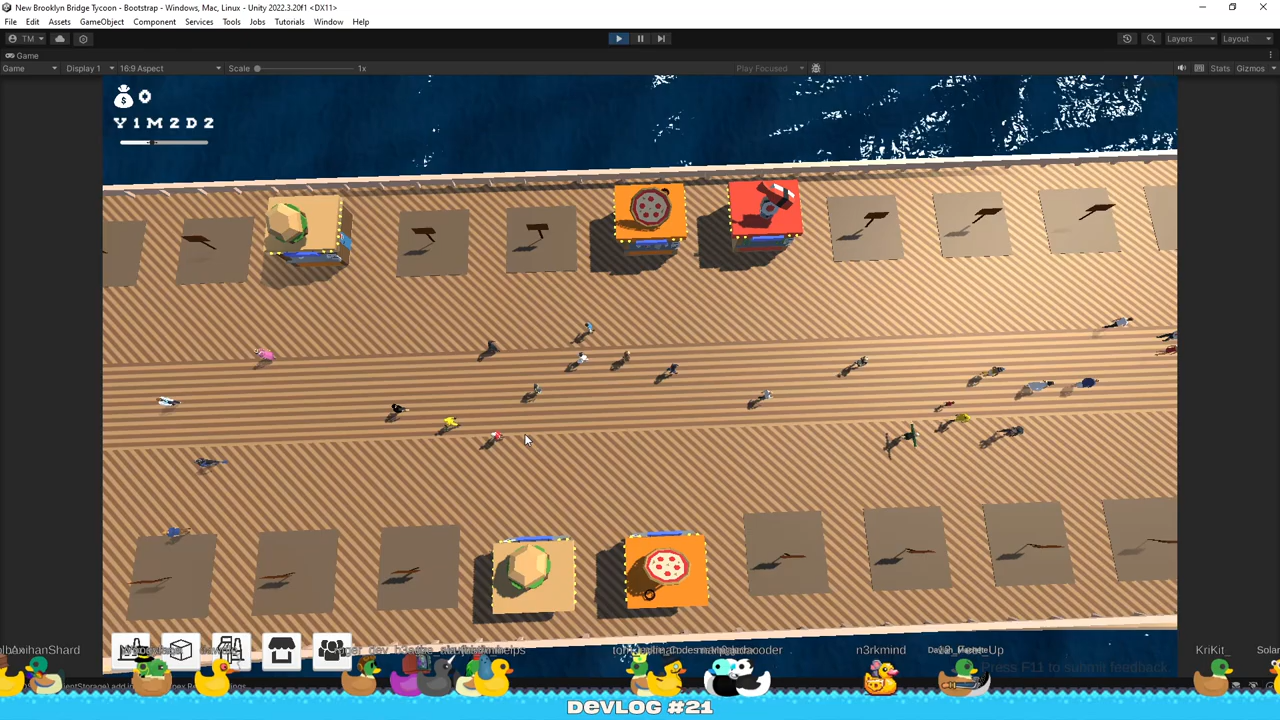 New Brooklyn Bridge Tycoon - Bootstrap - Windows, Mac, Linux - Unity 2022.3.20f1 <DX11>
File Edit Assets GameObject Component Services Tools Jobs Tutorials Window Help
TM Layers Layout
Game
Game Display 1 16:9 Aspect Scale 1x Play Focused Stats Gizmos
0
Y1M2D2
n3rkmind KriKit_ Solar
Press F11 to submit feedback
DEVLOG #21